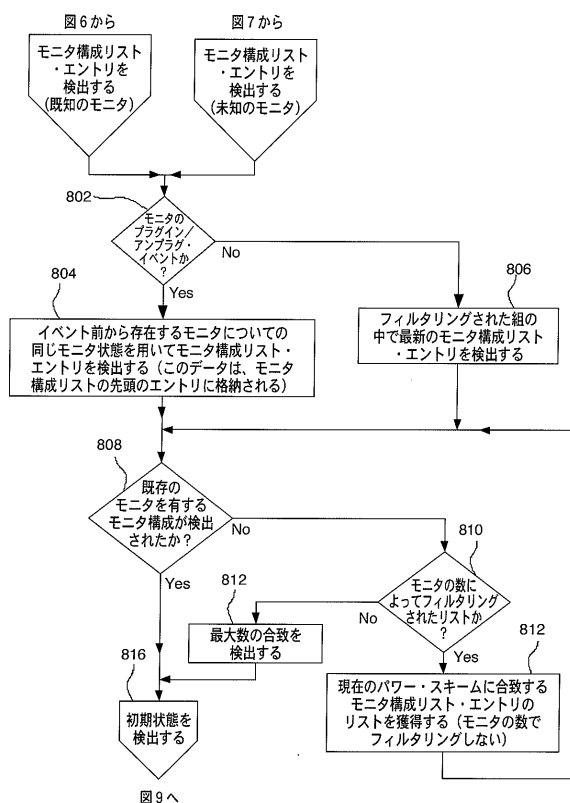 図6から
モニタ構成リスト
・エントリを
検出する
(既知のモニタ)
図7から
モニタ構成リスト
・エントリを
検出する
(未知のモニタ)
802
モニタの
プラグイン/
アンプラグ・
イベントか
?
No
Yes
804
イベント前から存在するモニタについての
同じモニタ状態を用いてモニタ構成リスト・
エントリを検出する(このデータは、モニタ
構成リストの先頭のエントリに格納される)
806
フィルタリングされた組の
中で最新のモニタ構成リスト
・エントリを検出する
808
既存の
モニタを有する
モニタ構成が検出
されたか?
No
Yes
810
モニタの数に
よってフィルタリング
されたリストか
?
No
Yes
812
最大数の合致を
検出する
812
現在のパワー・スキームに合致する
モニタ構成リスト・エントリの
リストを獲得する(モニタの数で
フィルタリングしない)
816
初期状態を
検出する
図9へ